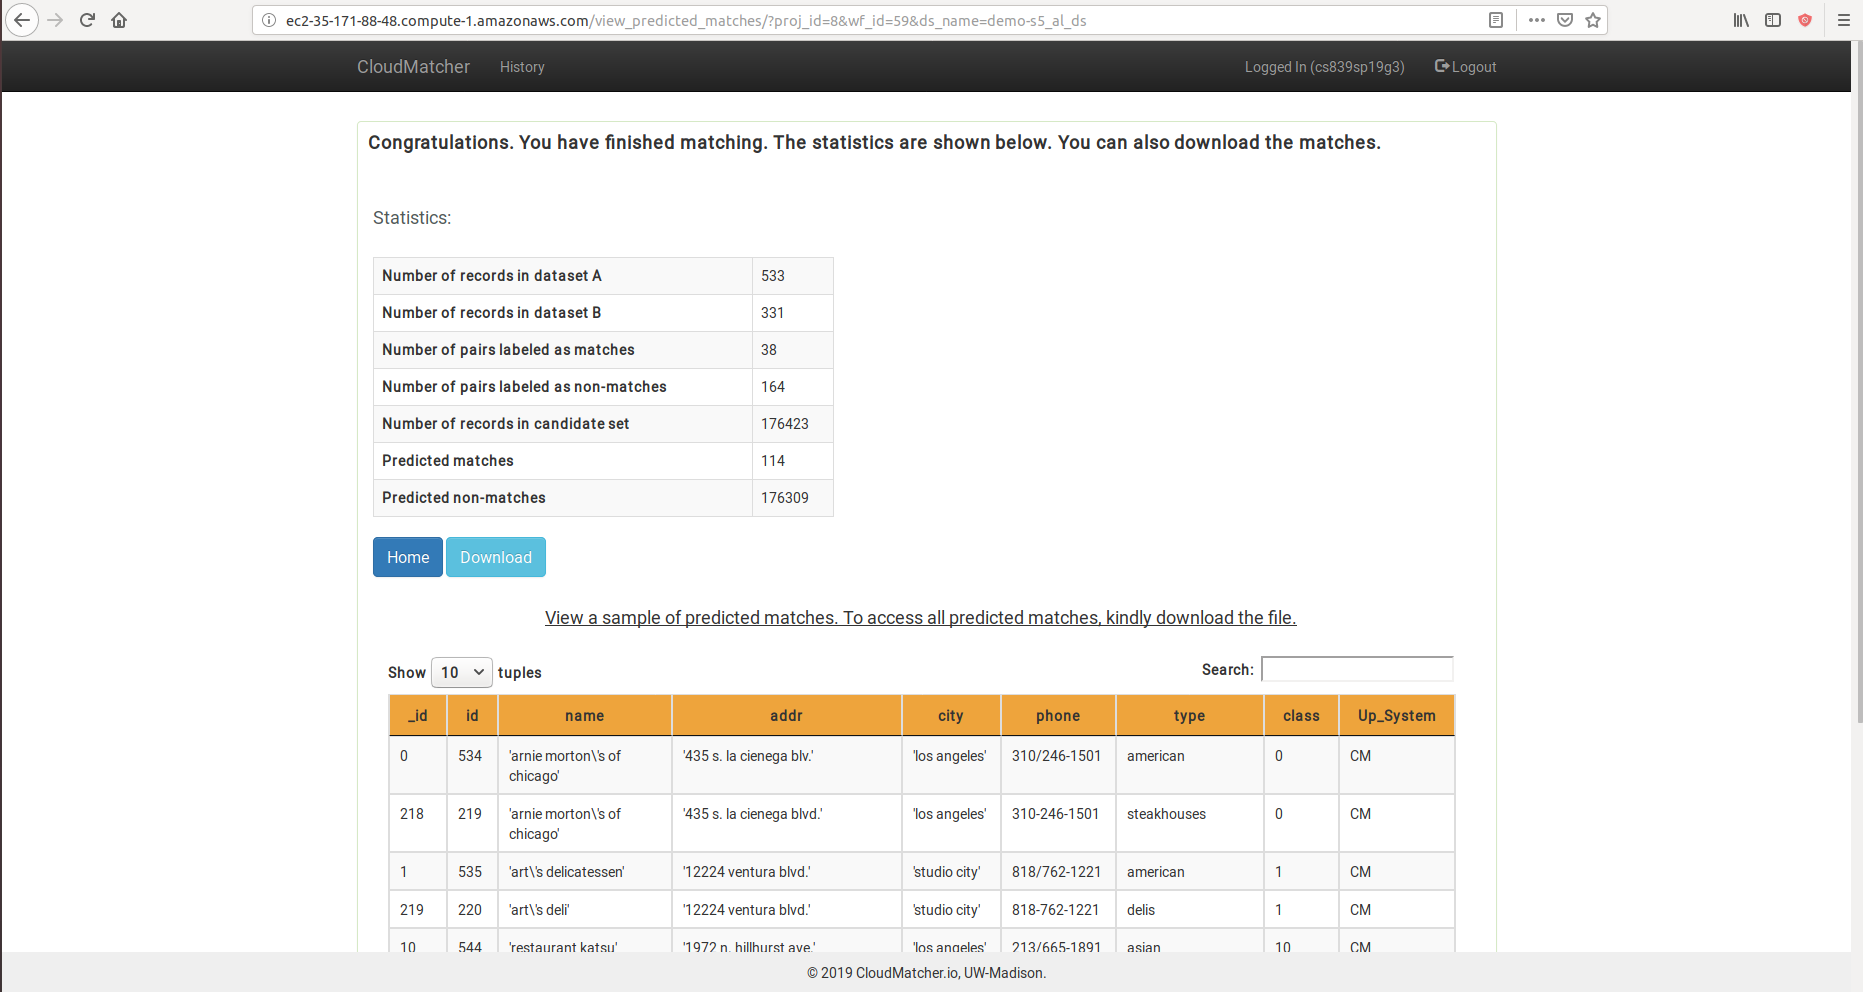 ec2-35-171-88-48.compute-1.amazonaws.com/view_predicted_matches/?proj_id=8&wf_id=59&ds_name=demo-s5_al_ds
CloudMatcher History Logged In (cs839sp19g3) Logout
Congratulations. You have finished matching. The statistics are shown below. You can also download the matches.
Statistics:
Number of records in dataset A 533
Number of records in dataset B 331
Number of pairs labeled as matches 38
Number of pairs labeled as non-matches 164
Number of records in candidate set 176423
Predicted matches 114
Predicted non-matches 176309
Home Download
View a sample of predicted matches. To access all predicted matches, kindly download the file.
Show 10 tuples Search:
_id id name addr city phone type class Up_System
0 534 'arnie morton\'s of chicago' '435 s. la cienega blv.' 'los angeles' 310/246-1501 american 0 CM
218 219 'arnie morton\'s of chicago' '435 s. la cienega blvd.' 'los angeles' 310-246-1501 steakhouses 0 CM
1 535 'art\'s delicatessen' '12224 ventura blvd.' 'studio city' 818/762-1221 american 1 CM
219 220 'art\'s deli' '12224 ventura blvd.' 'studio city' 818-762-1221 delis 1 CM
10 544 'restaurant katsu' '1972 n. hillhurst ave.' 'los angeles' 213/665-1891 asian 10 CM
© 2019 CloudMatcher.io, UW-Madison.